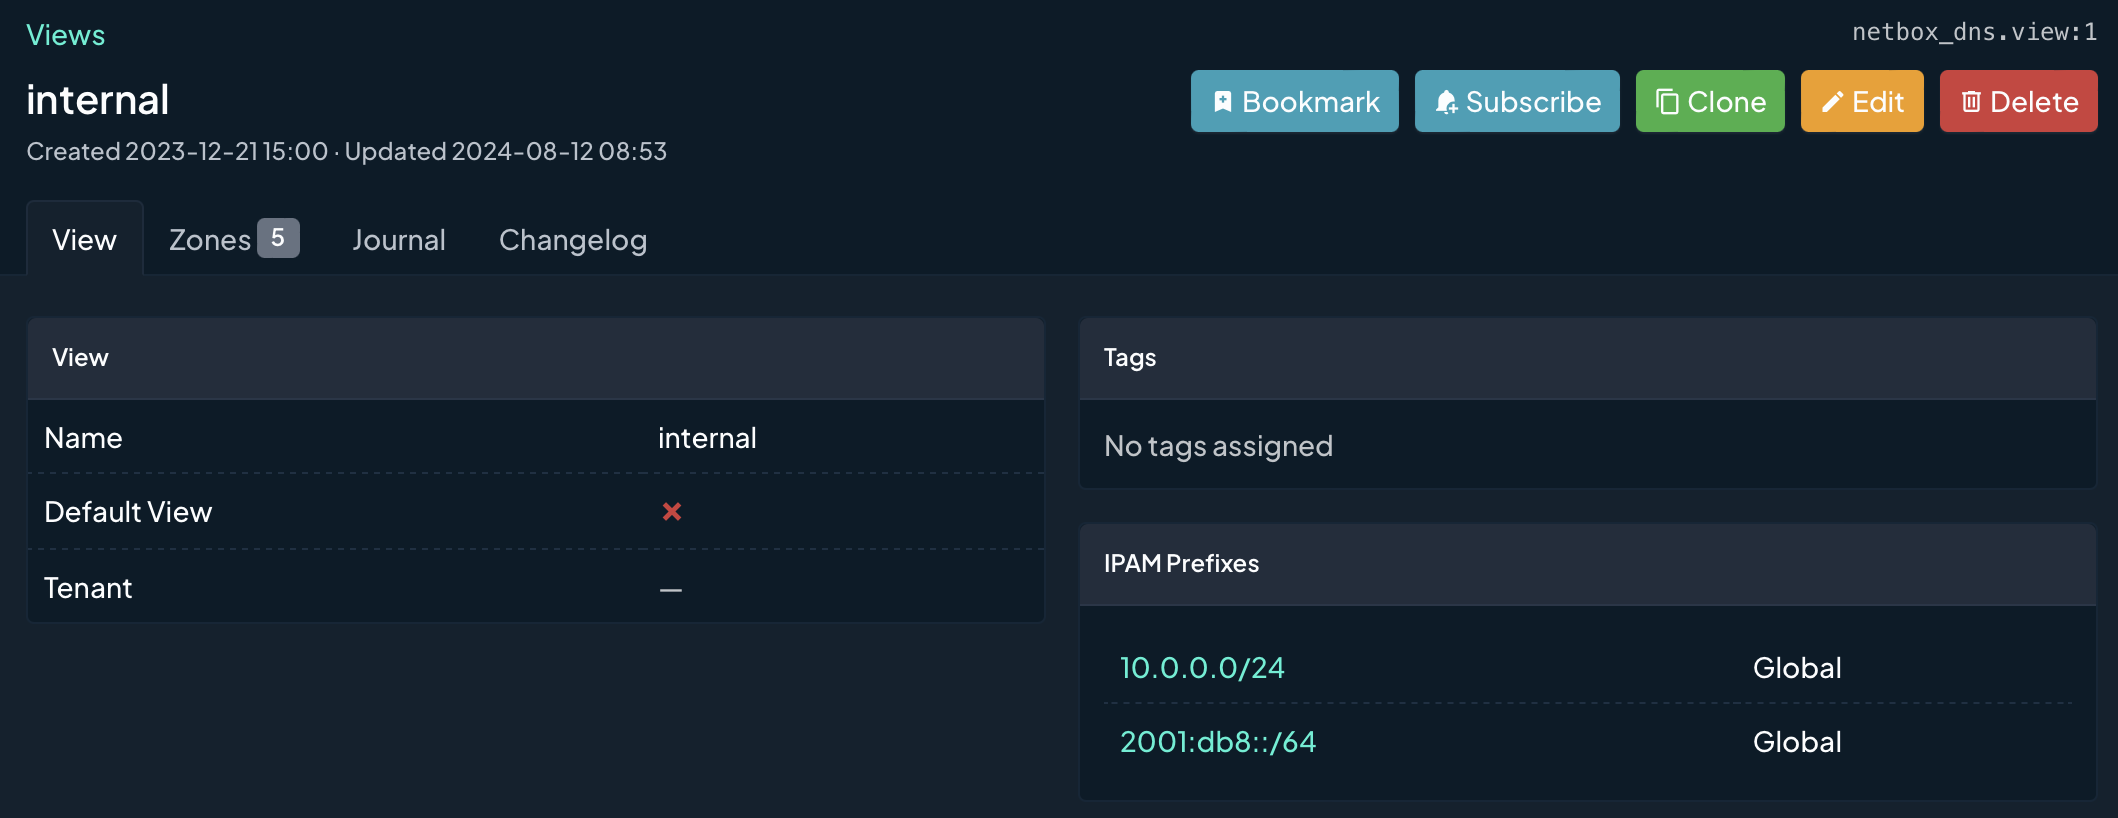 Views
netbox_dns.view:1
internal
Bookmark Subscribe Clone Edit Delete
Created 2023-12-21 15:00 · Updated 2024-08-12 08:53
View Zones 5 Journal Changelog
View
Name internal
Default View
Tenant —
Tags
No tags assigned
IPAM Prefixes
10.0.0.0/24 Global
2001:db8::/64 Global